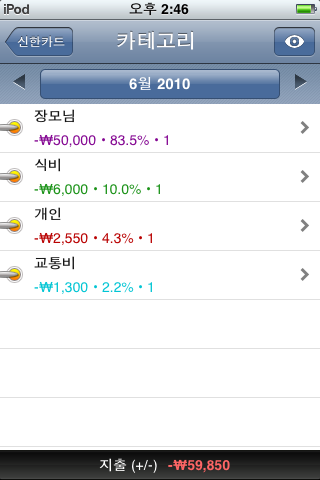 iPod 오후 2:46
신한카드 카테고리
6월 2010
장모님
-₩50,000 • 83.5% • 1
식비
-₩6,000 • 10.0% • 1
개인
-₩2,550 • 4.3% • 1
교통비
-₩1,300 • 2.2% • 1
지출 (+/-) -₩59,850